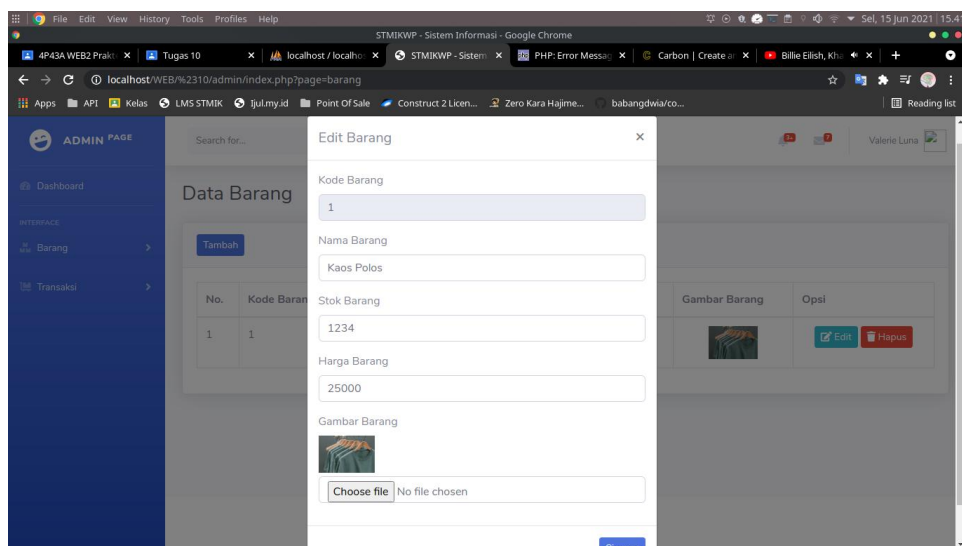 File Edit View History Tools Profiles Help
Sel, 15 Jun 2021 | 15.4
STMIKWP - Sistem Informasi - Google Chrome
4P43A WEB2 Prakt
Tugas 10
localhost / localhos
STMIKWP - Sistem
PHP: Error Messag
Carbon | Create a
Billie Eilish, Kha
localhost/WEB/%2310/admin/index.php?page=barang
Apps API Kelas LMS STMIK Ijul.my.id Point Of Sale Construct 2 Licen... Zero Kara Hajime... babangdwia/co... Reading list
ADMIN PAGE
Search for...
Valerie Luna
Dashboard
INTERFACE
Barang
Transaksi
Data Barang
Tambah
No. Kode Baran Gambar Barang Opsi
1 1 Edit Hapus
Edit Barang ×
Kode Barang
1
Nama Barang
Kaos Polos
Stok Barang
1234
Harga Barang
25000
Gambar Barang
Choose file No file chosen